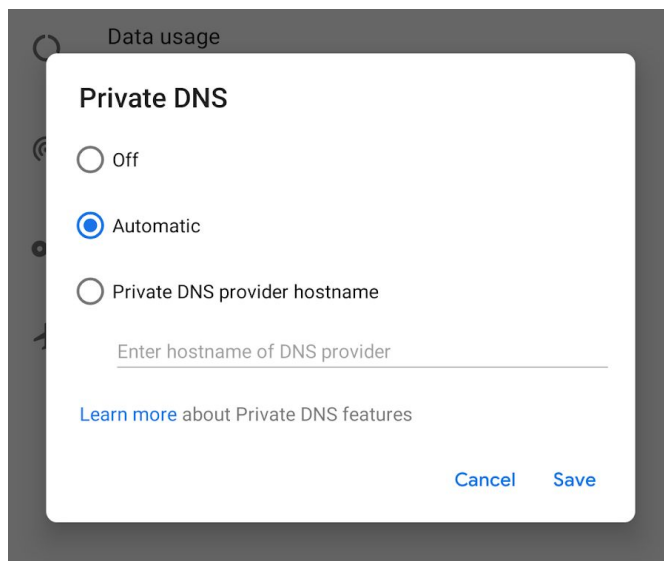 Data usage
Private DNS
Off
Automatic
Private DNS provider hostname
Enter hostname of DNS provider
Learn more about Private DNS features
Cancel Save